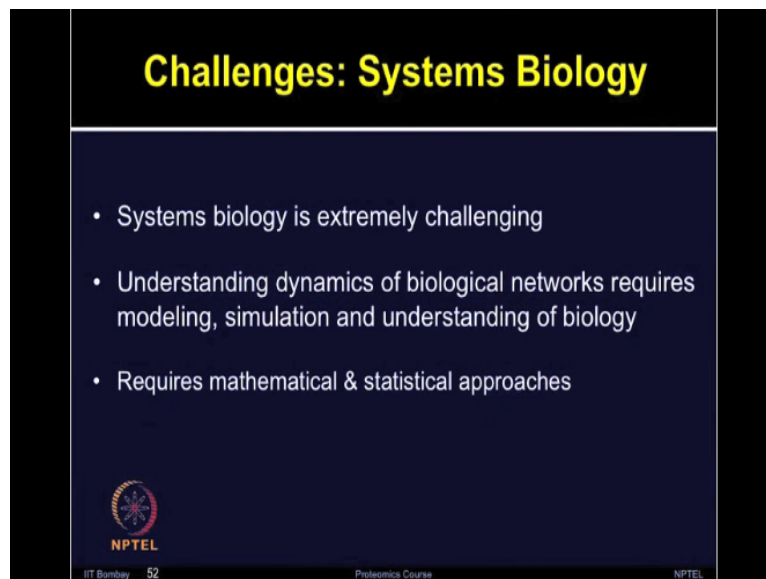 Challenges: Systems Biology
• Systems biology is extremely challenging
• Understanding dynamics of biological networks requires
modeling, simulation and understanding of biology
• Requires mathematical & statistical approaches
NPTEL
IIT Bombay 52 Proteomics Course NPTEL